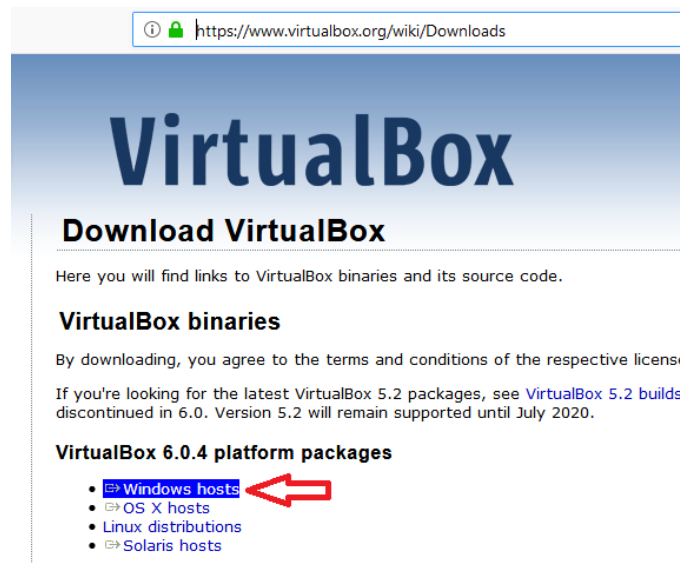 https://www.virtualbox.org/wiki/Downloads
VirtualBox
Download VirtualBox
Here you will find links to VirtualBox binaries and its source code.
VirtualBox binaries
By downloading, you agree to the terms and conditions of the respective license
If you're looking for the latest VirtualBox 5.2 packages, see VirtualBox 5.2 builds
discontinued in 6.0. Version 5.2 will remain supported until July 2020.
VirtualBox 6.0.4 platform packages
Windows hosts
OS X hosts
Linux distributions
Solaris hosts